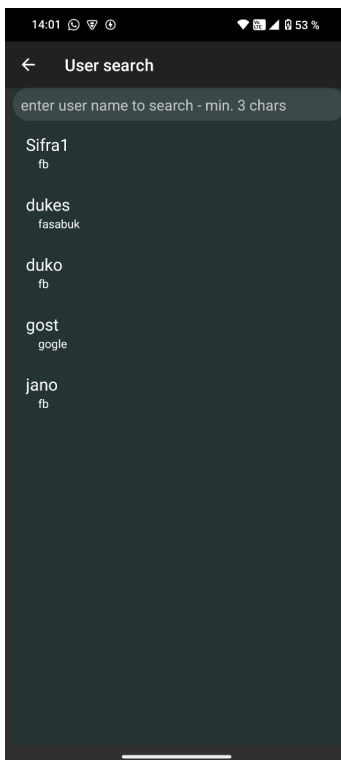 14:01 53 %
User search
enter user name to search - min. 3 chars
Sifra1
fb
dukes
fasabuk
duko
fb
gost
gogle
jano
fb